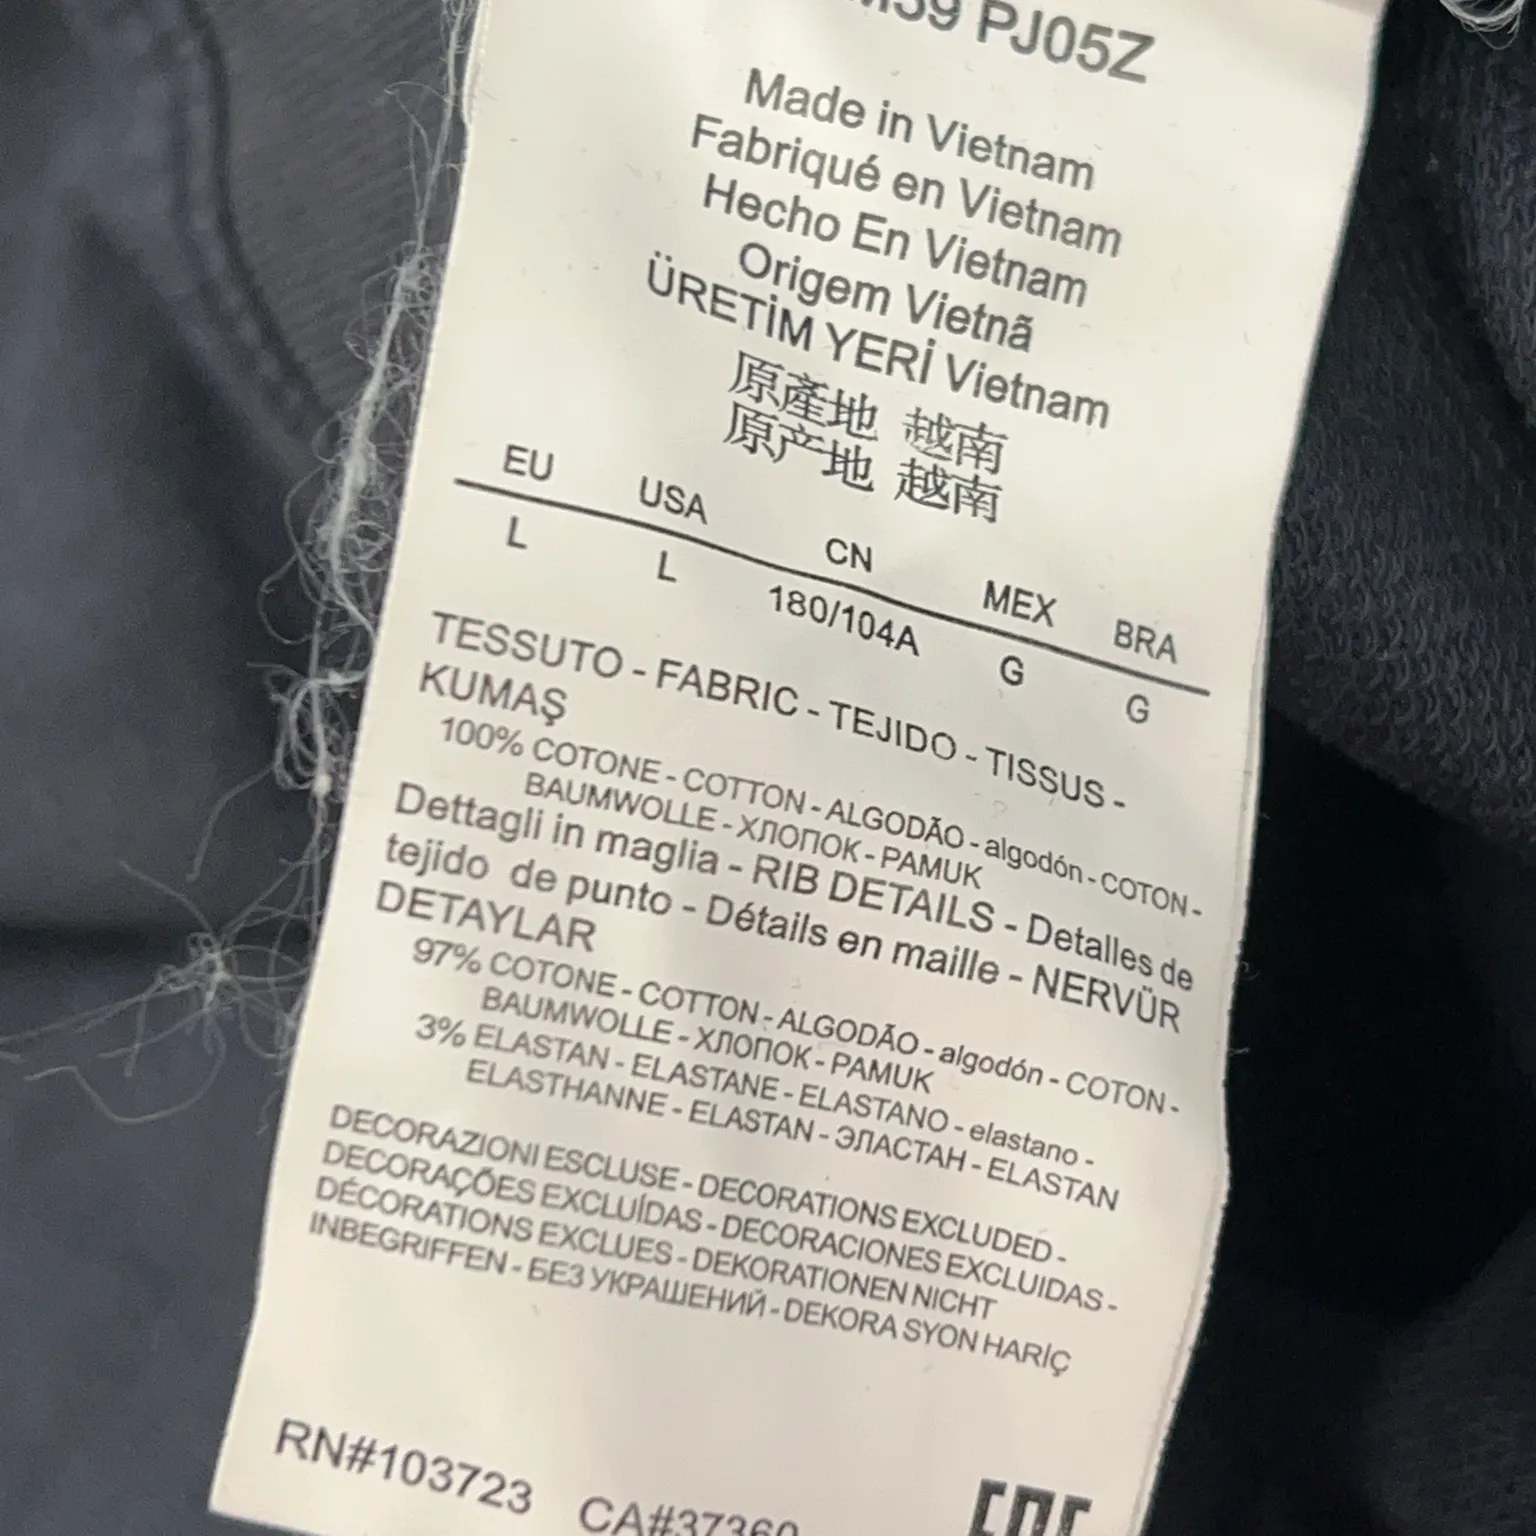 PJ05Z
Made in Vietnam
Fabriqué en Vietnam
Hecho En Vietnam
Origem Vietnã
ÜRETİM YERİ Vietnam
原產地 越南
原产地 越南
EU USA CN MEX BRA
L L 180/104A G G
TESSUTO - FABRIC - TEJIDO - TISSUS -
KUMAŞ
100% COTONE - COTTON - ALGODÃO - algodón - COTON -
BAUMWOLLE - ХЛОПОК - PAMUK
Dettagli in maglia - RIB DETAILS - Detalles de
tejido de punto - Détails en maille - NERVÜR
DETAYLAR
97% COTONE - COTTON - ALGODÃO - algodón - COTON -
BAUMWOLLE - ХЛОПОК - PAMUK
3% ELASTAN - ELASTANE - ELASTANO - elastano -
ELASTHANNE - ELASTAN - ЭЛАСТАН - ELASTAN
DECORAZIONI ESCLUSE - DECORATIONS EXCLUDED -
DECORAÇÕES EXCLUÍDAS - DECORACIONES EXCLUIDAS -
DÉCORATIONS EXCLUES - DEKORATIONEN NICHT
INBEGRIFFEN - БЕЗ УКРАШЕНИЙ - DEKORA SYON HARİÇ
RN#103723 CA#37360